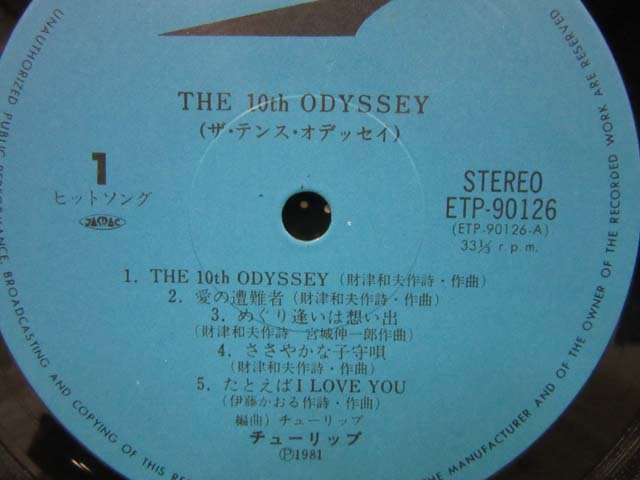 THE 10th ODYSSEY
(ザ・テンス・オデッセイ)
1
ヒットソング
JASRAC
STEREO
ETP-90126
(ETP-90126-A)
33⅓ r.p.m.
1. THE 10th ODYSSEY (財津和夫作詩・作曲)
2. 愛の遭難者 (財津和夫作詩・作曲)
3. めぐり逢いは想い出
(財津和夫作詩 宮城伸一郎作曲)
4. ささやかな子守唄
(財津和夫作詩・作曲)
5. たとえば I LOVE YOU
(伊藤かおる作詩・作曲)
編曲) チューリップ
チューリップ
Ⓟ1981
UNAUTHORIZED PUBLIC PERFORMANCE, BROADCASTING AND COPYING OF THIS
THE MANUFACTURER AND OF THE OWNER OF THE RECORDED WORK ARE RESERVED